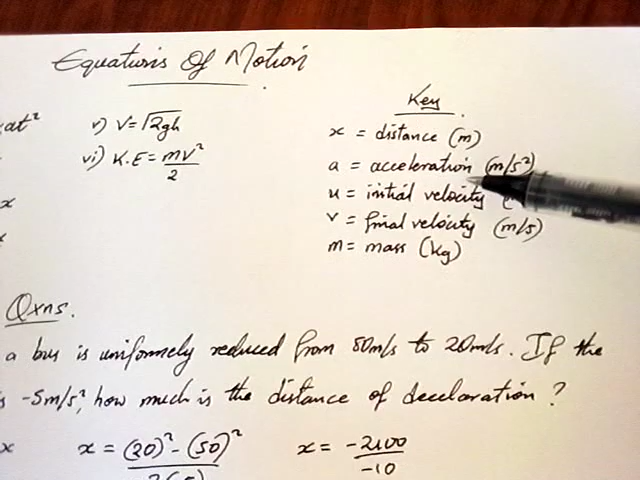 Equations Of Motion
Key
at² v) V=√2gh x = distance (m)
vi) K.E = mv²/2 a = acceleration (m/s²)
x u = initial velocity (
v = final velocity (m/s)
m = mass (kg)
Qxns.
a bus is uniformely reduced from 50m/s to 20m/s. If the
-5m/s², how much is the distance of decelaration ?
x x = (20)² - (50)² x = -2100
-10